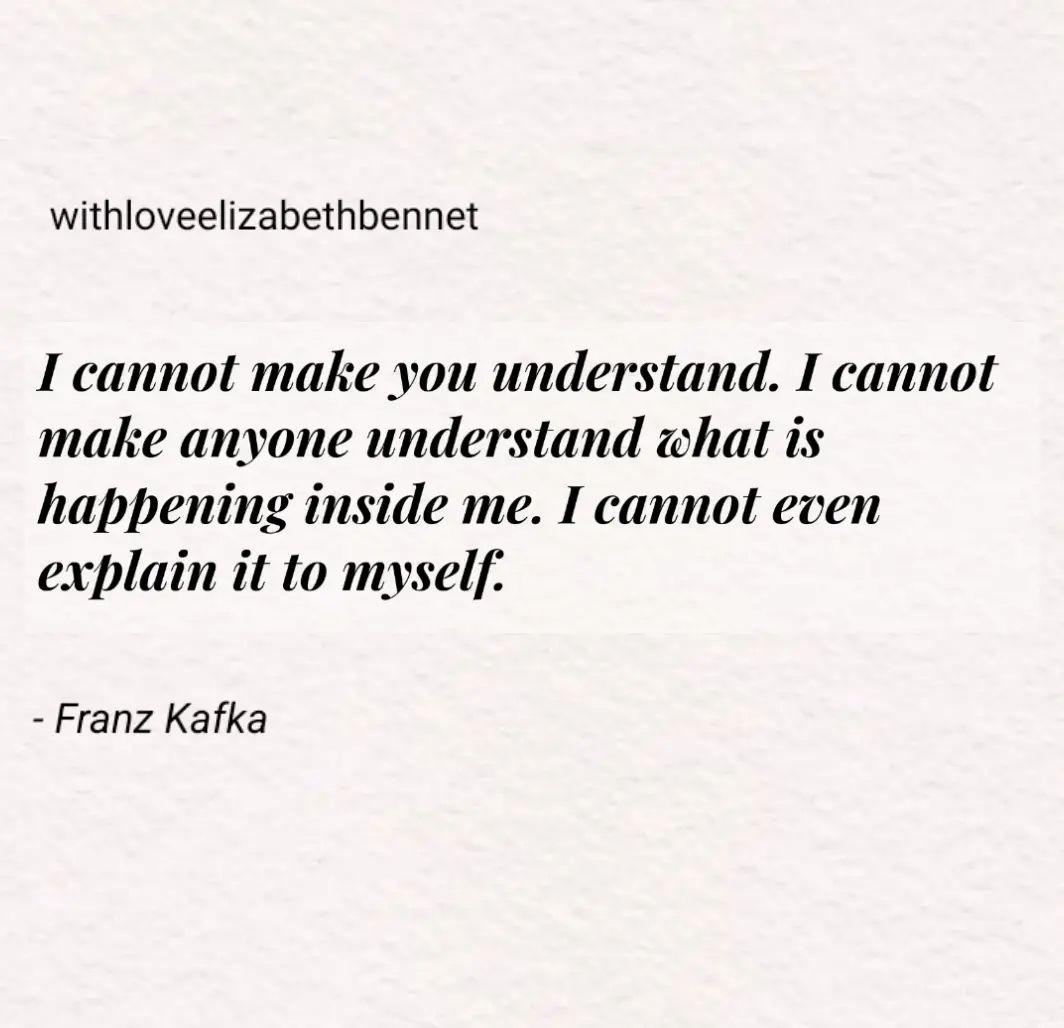 withloveelizabethbennet
I cannot make you understand. I cannot
make anyone understand what is
happening inside me. I cannot even
explain it to myself.
- Franz Kafka